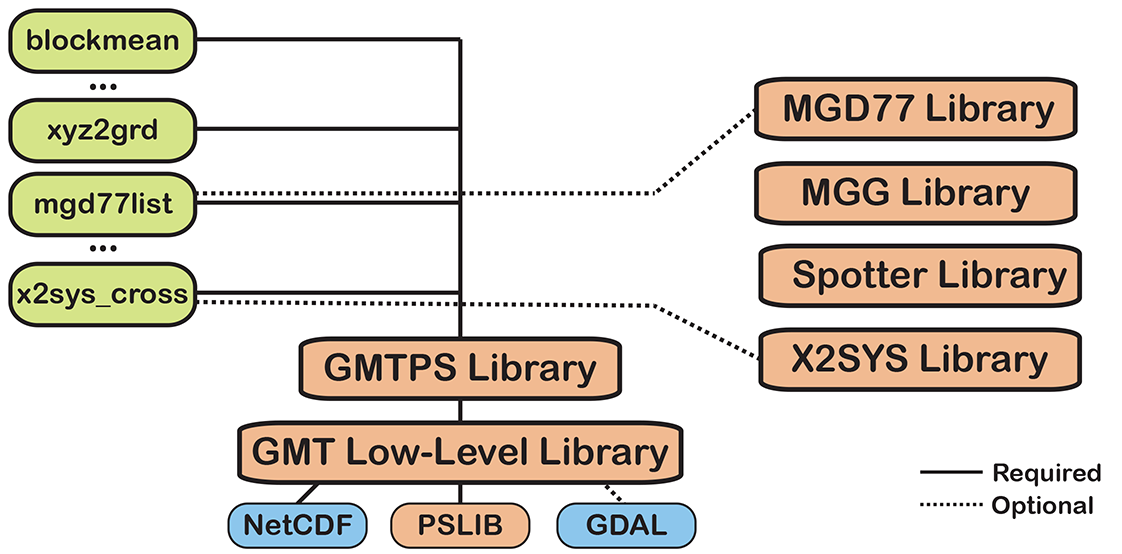 blockmean
...
xyz2grd
mgd77list
...
x2sys_cross
MGD77 Library
MGG Library
Spotter Library
X2SYS Library
GMTPS Library
GMT Low-Level Library
NetCDF
PSLIB
GDAL
Required
Optional